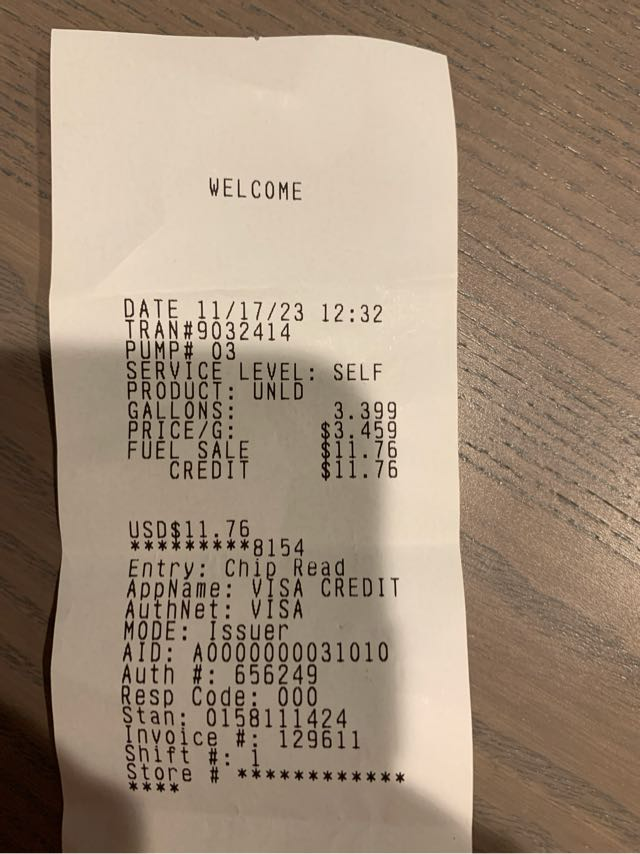 WELCOME
DATE 11/17/23 12:32
TRAN#9032414
PUMP# 03
SERVICE LEVEL: SELF
PRODUCT: UNLD
GALLONS: 3.399
PRICE/G: $3.459
FUEL SALE $11.76
CREDIT $11.76
USD$11.76
*********8154
Entry: Chip Read
AppName: VISA CREDIT
AuthNet: VISA
MODE: Issuer
AID: A0000000031010
Auth #: 656249
Resp Code: 000
Stan: 0158111424
Invoice #: 129611
Shift #: 1
Store # ************
****